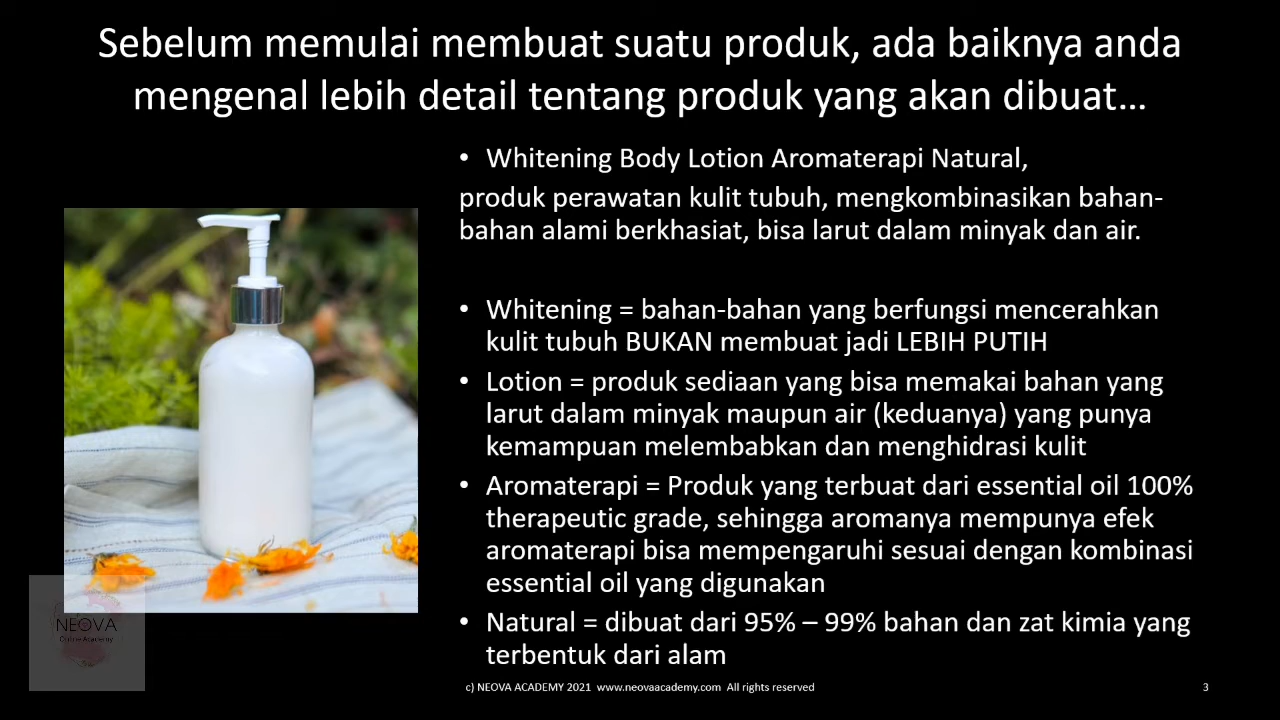 Sebelum memulai membuat suatu produk, ada baiknya anda
mengenal lebih detail tentang produk yang akan dibuat...
• Whitening Body Lotion Aromaterapi Natural,
produk perawatan kulit tubuh, mengkombinasikan bahan-
bahan alami berkhasiat, bisa larut dalam minyak dan air.
• Whitening = bahan-bahan yang berfungsi mencerahkan
kulit tubuh BUKAN membuat jadi LEBIH PUTIH
• Lotion = produk sediaan yang bisa memakai bahan yang
larut dalam minyak maupun air (keduanya) yang punya
kemampuan melembabkan dan menghidrasi kulit
• Aromaterapi = Produk yang terbuat dari essential oil 100%
therapeutic grade, sehingga aromanya mempunya efek
aromaterapi bisa mempengaruhi sesuai dengan kombinasi
essential oil yang digunakan
• Natural = dibuat dari 95% – 99% bahan dan zat kimia yang
terbentuk dari alam
NEOVA
Online Academy
c) NEOVA ACADEMY 2021 www.neovaacademy.com All rights reserved
3